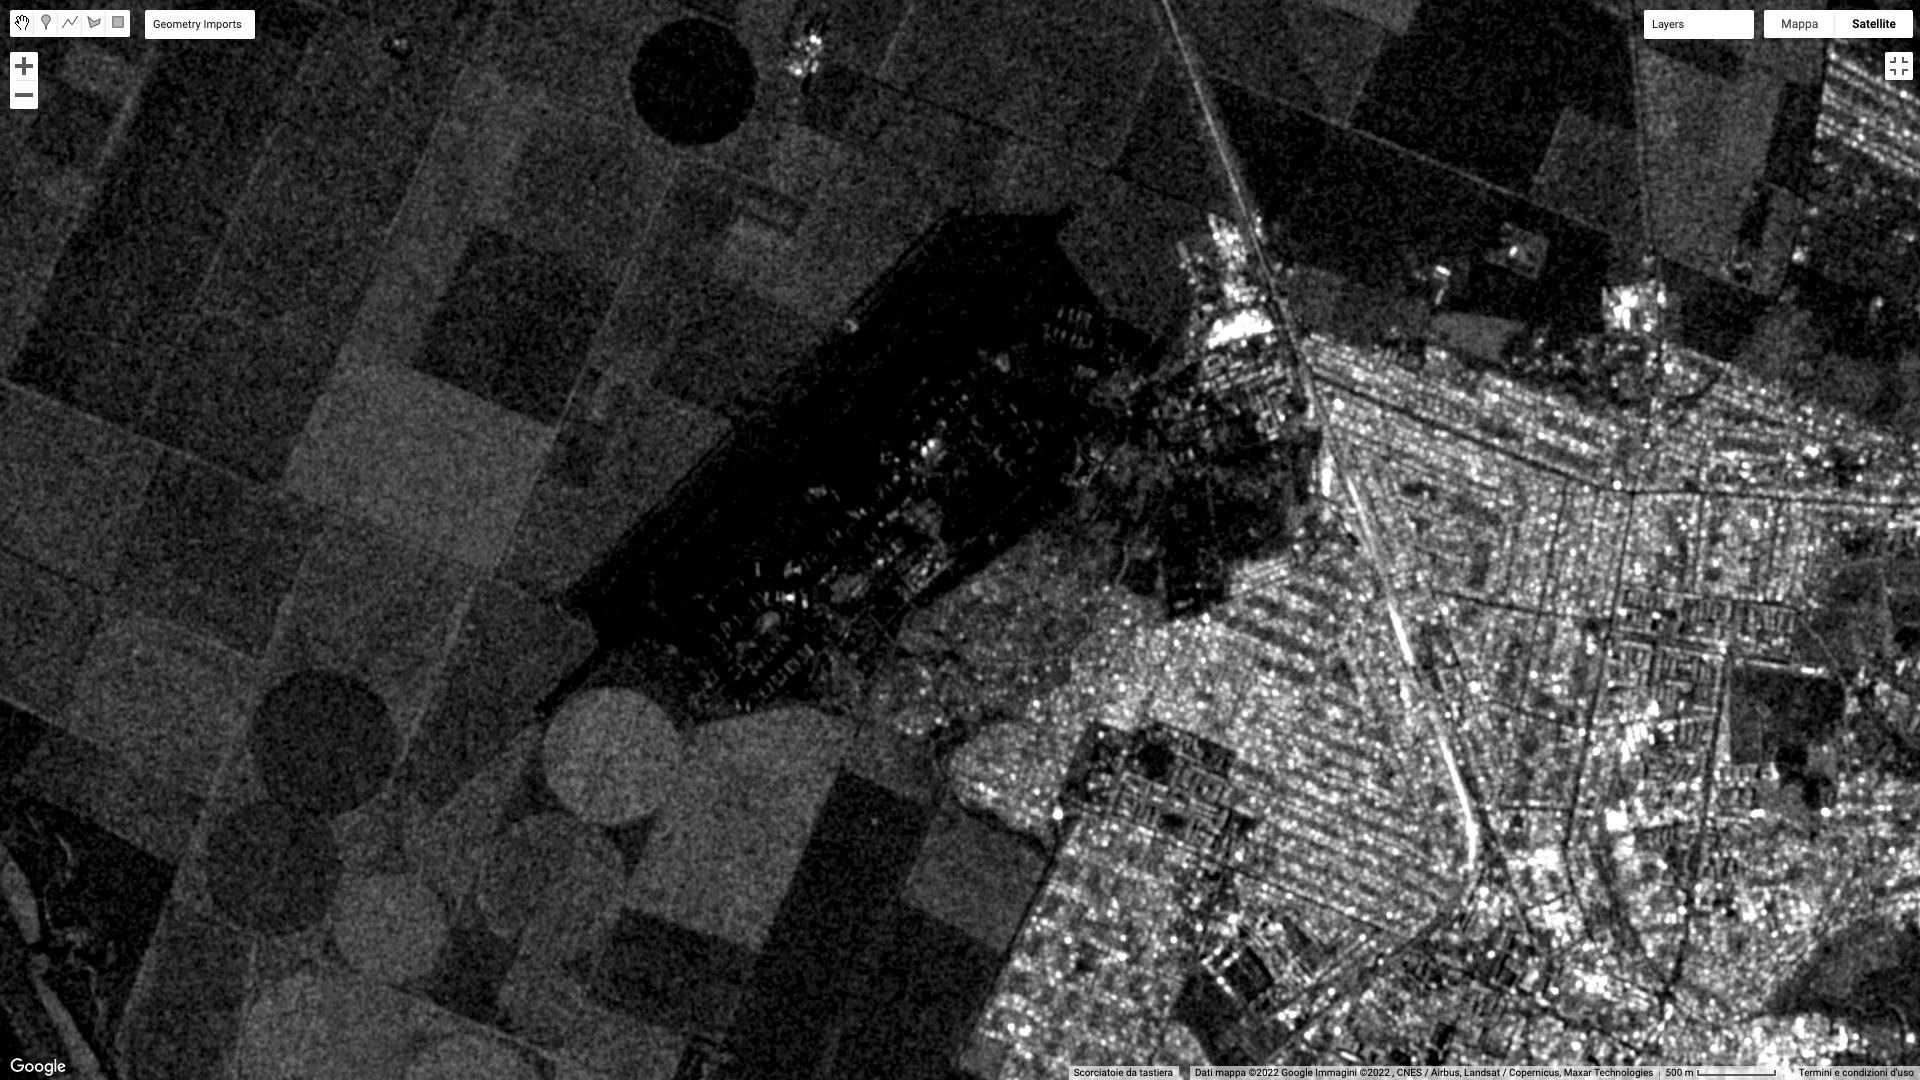 Geometry Imports
Layers
Mappa
Satellite
Google
Scorciatoie da tastiera
Dati mappa ©2022 Google Immagini ©2022 , CNES / Airbus, Landsat / Copernicus, Maxar Technologies
500 m
Termini e condizioni d'uso